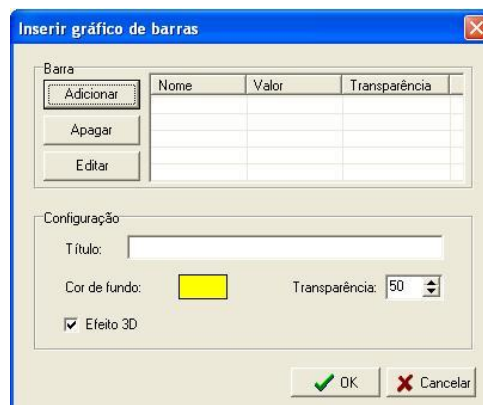 Inserir gráfico de barras
Barra
Adicionar
Apagar
Editar
Nome Valor Transparência
Configuração
Título:
Cor de fundo:
Transparência: 50
Efeito 3D
OK Cancelar